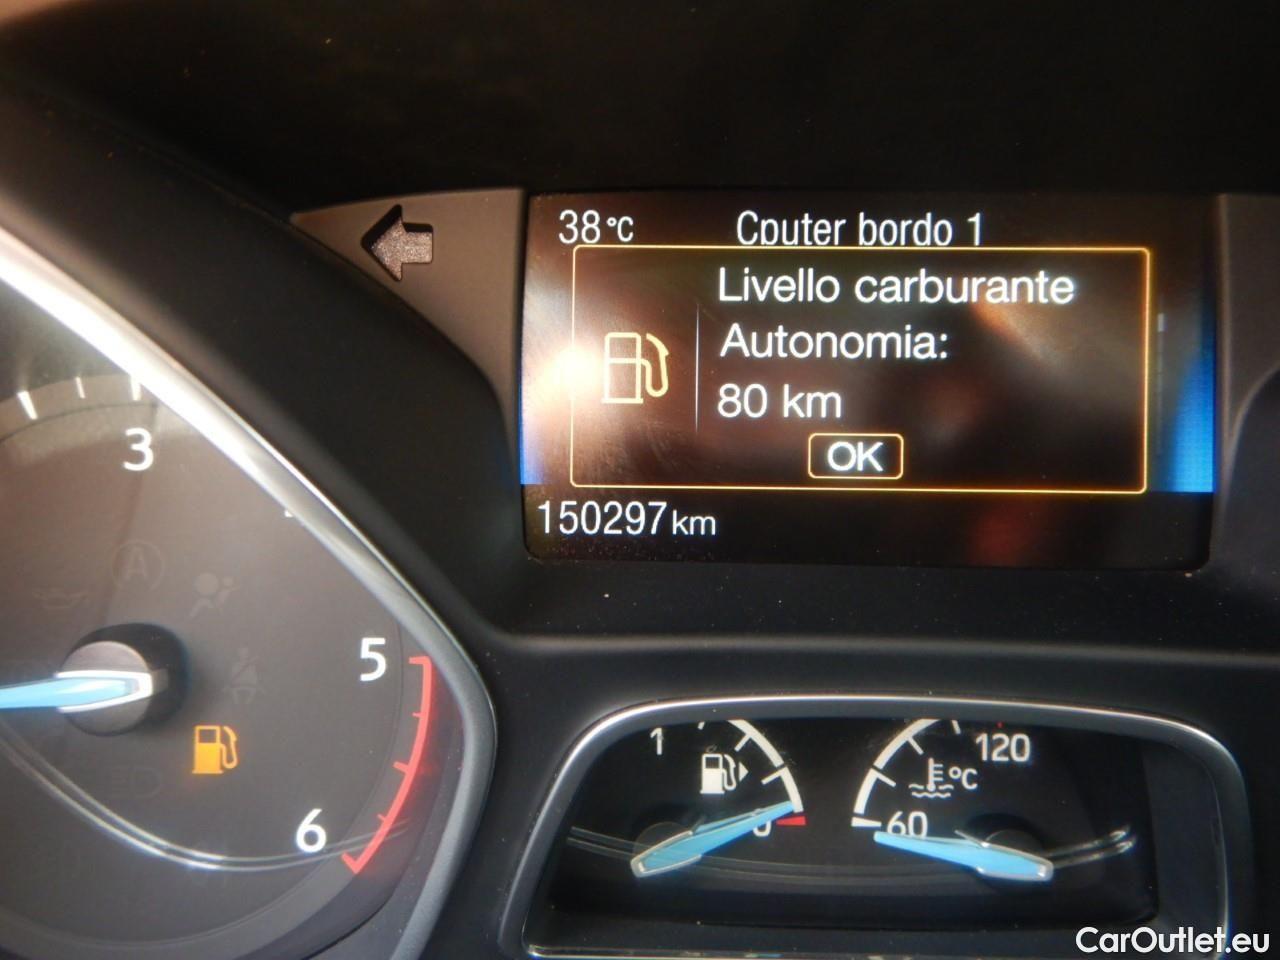 38°C Cputer bordo 1
Livello carburante
Autonomia:
80 km
OK
150297 km
3
A
5
6
1
0
°C
120
60
CarOutlet.eu